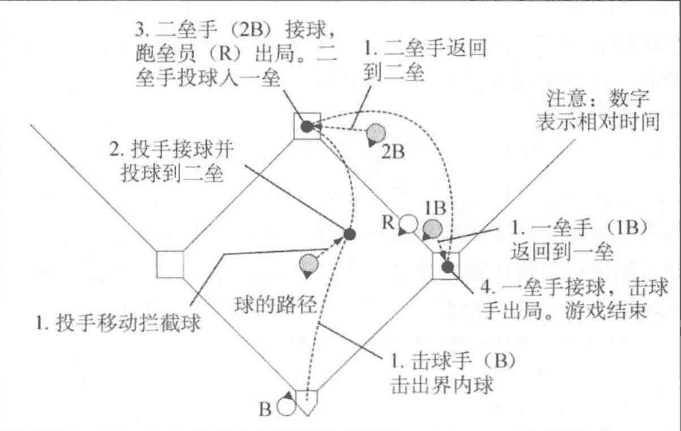 3. 二垒手（2B）接球，
跑垒员（R）出局。二
垒手投球入一垒
1. 二垒手返回
到二垒
注意：数字
表示相对时间
2B
2. 投手接球并
投球到二垒
R
1B
1. 一垒手（1B）
返回到一垒
球的路径
4. 一垒手接球，击球
手出局。游戏结束
1. 投手移动拦截球
1. 击球手（B）
击出界内球
B